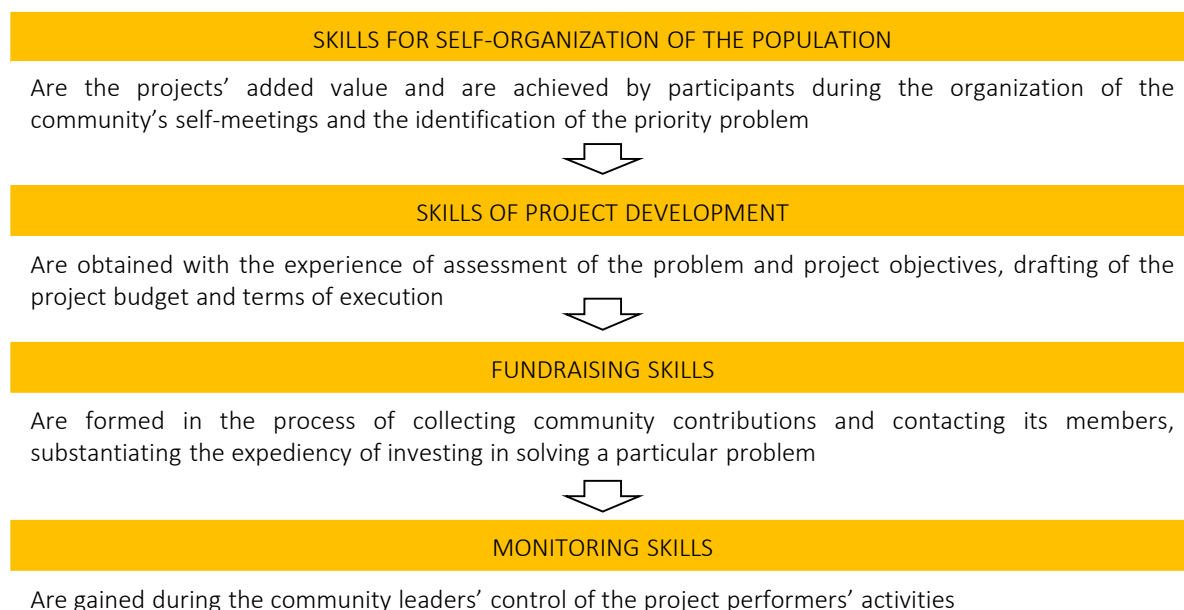 SKILLS FOR SELF-ORGANIZATION OF THE POPULATION
Are the projects’ added value and are achieved by participants during the organization of the
community’s self-meetings and the identification of the priority problem
SKILLS OF PROJECT DEVELOPMENT
Are obtained with the experience of assessment of the problem and project objectives, drafting of the
project budget and terms of execution
FUNDRAISING SKILLS
Are formed in the process of collecting community contributions and contacting its members,
substantiating the expediency of investing in solving a particular problem
MONITORING SKILLS
Are gained during the community leaders’ control of the project performers’ activities